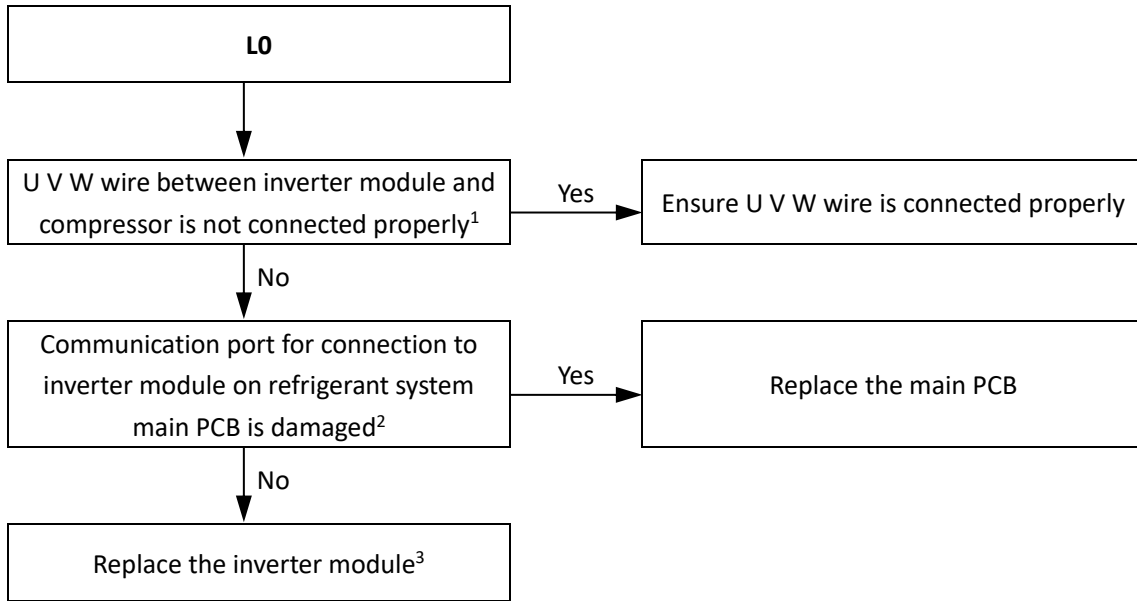 L0
U V W wire between inverter module and
compressor is not connected properly¹
Yes
Ensure U V W wire is connected properly
No
Communication port for connection to
inverter module on refrigerant system
main PCB is damaged²
Yes
Replace the main PCB
No
Replace the inverter module³